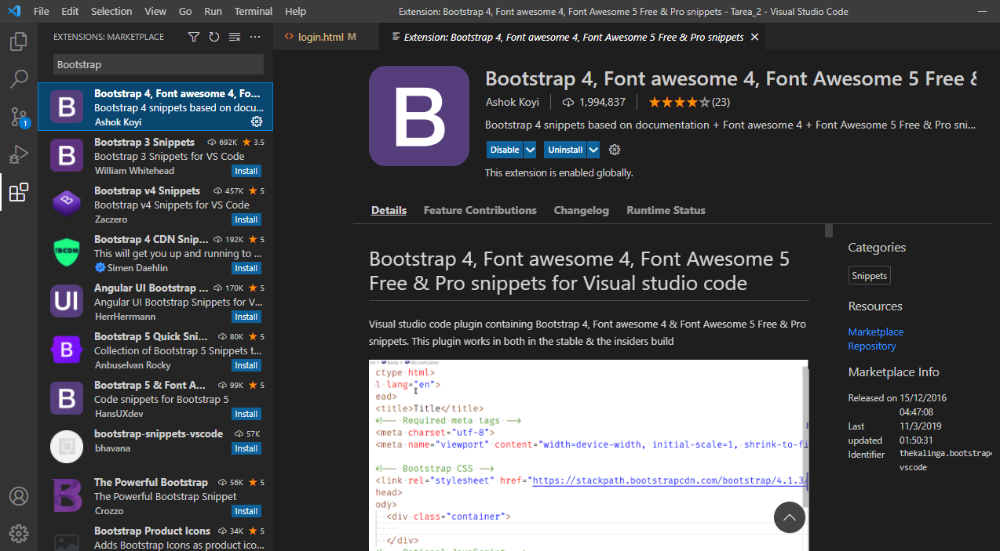 File Edit Selection View Go Run Terminal Help
Extension: Bootstrap 4, Font awesome 4, Font Awesome 5 Free & Pro snippets - Tarea_2 - Visual Studio Code
EXTENSIONS: MARKETPLACE
Bootstrap
Bootstrap 4, Font awesome 4, Fo...
Bootstrap 4 snippets based on docu...
Ashok Koyi
B
Bootstrap 3 Snippets 692K 3.5
Bootstrap 3 Snippets for VS Code
William Whitehead Install
B
Bootstrap v4 Snippets 457K 5
Bootstrap v4 Snippets for VS Code
Zaczero Install
B
Bootstrap 4 CDN Snip... 192K 5
This will get you up and running to ...
Simen Daehlin Install
!BCDN
Angular UI Bootstrap ... 170K 5
Angular UI Bootstrap Snippets for V...
HerrHerrmann Install
UI
Bootstrap 5 Quick Sni... 80K 5
Collection of Bootstrap 5 Snippets t...
Anbuselvan Rocky Install
B
Bootstrap 5 & Font A... 99K 5
Code snippets for Bootstrap 5
HansUXdev Install
B
bootstrap-snippets-vscode 57K
bhavana Install
The Powerful Bootstrap 56K 5
The Powerful Bootstrap Snippet
Crozzo Install
B
Bootstrap Product Icons 34K 5
Adds Bootstrap Icons as product ico...
1
<> login.html M
Extension: Bootstrap 4, Font awesome 4, Font Awesome 5 Free & Pro snippets
B
Bootstrap 4, Font awesome 4, Font Awesome 5 Free &
Ashok Koyi 1,994,837 (23)
Bootstrap 4 snippets based on documentation + Font awesome 4 + Font Awesome 5 Free & Pro sni...
Disable Uninstall
This extension is enabled globally.
Details Feature Contributions Changelog Runtime Status
Bootstrap 4, Font awesome 4, Font Awesome 5
Free & Pro snippets for Visual studio code
Visual studio code plugin containing Bootstrap 4, Font awesome 4 & Font Awesome 5 Free & Pro
snippets. This plugin works in both in the stable & the insiders build
ml > body > div.container
ctype html>
l lang="en">
ead>
<title>Title</title>
<!-- Required meta tags -->
<meta charset="utf-8">
<meta name="viewport" content="width=device-width, initial-scale=1, shrink-to-fi
<!-- Bootstrap CSS -->
<link rel="stylesheet" href="https://stackpath.bootstrapcdn.com/bootstrap/4.1.3/
head>
ody>
<div class="container">
</div>
<!-- Optional JavaScript -->
Categories
Snippets
Resources
Marketplace
Repository
Marketplace Info
Released on 15/12/2016
04:47:08
Last 11/3/2019
updated 01:50:31
Identifier thekalinga.bootstrap4
vscode